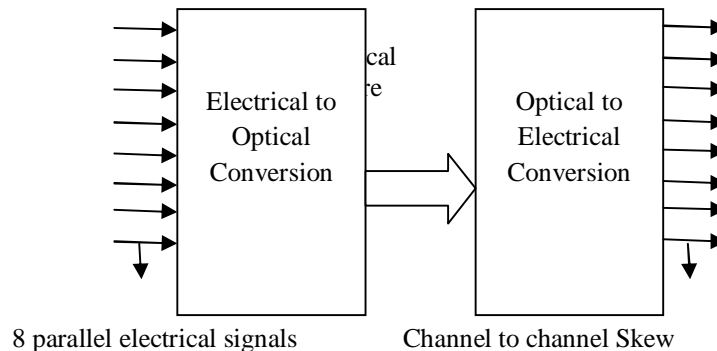 Electrical to
Optical
Conversion
Optical to
Electrical
Conversion
8 parallel electrical signals
Channel to channel Skew